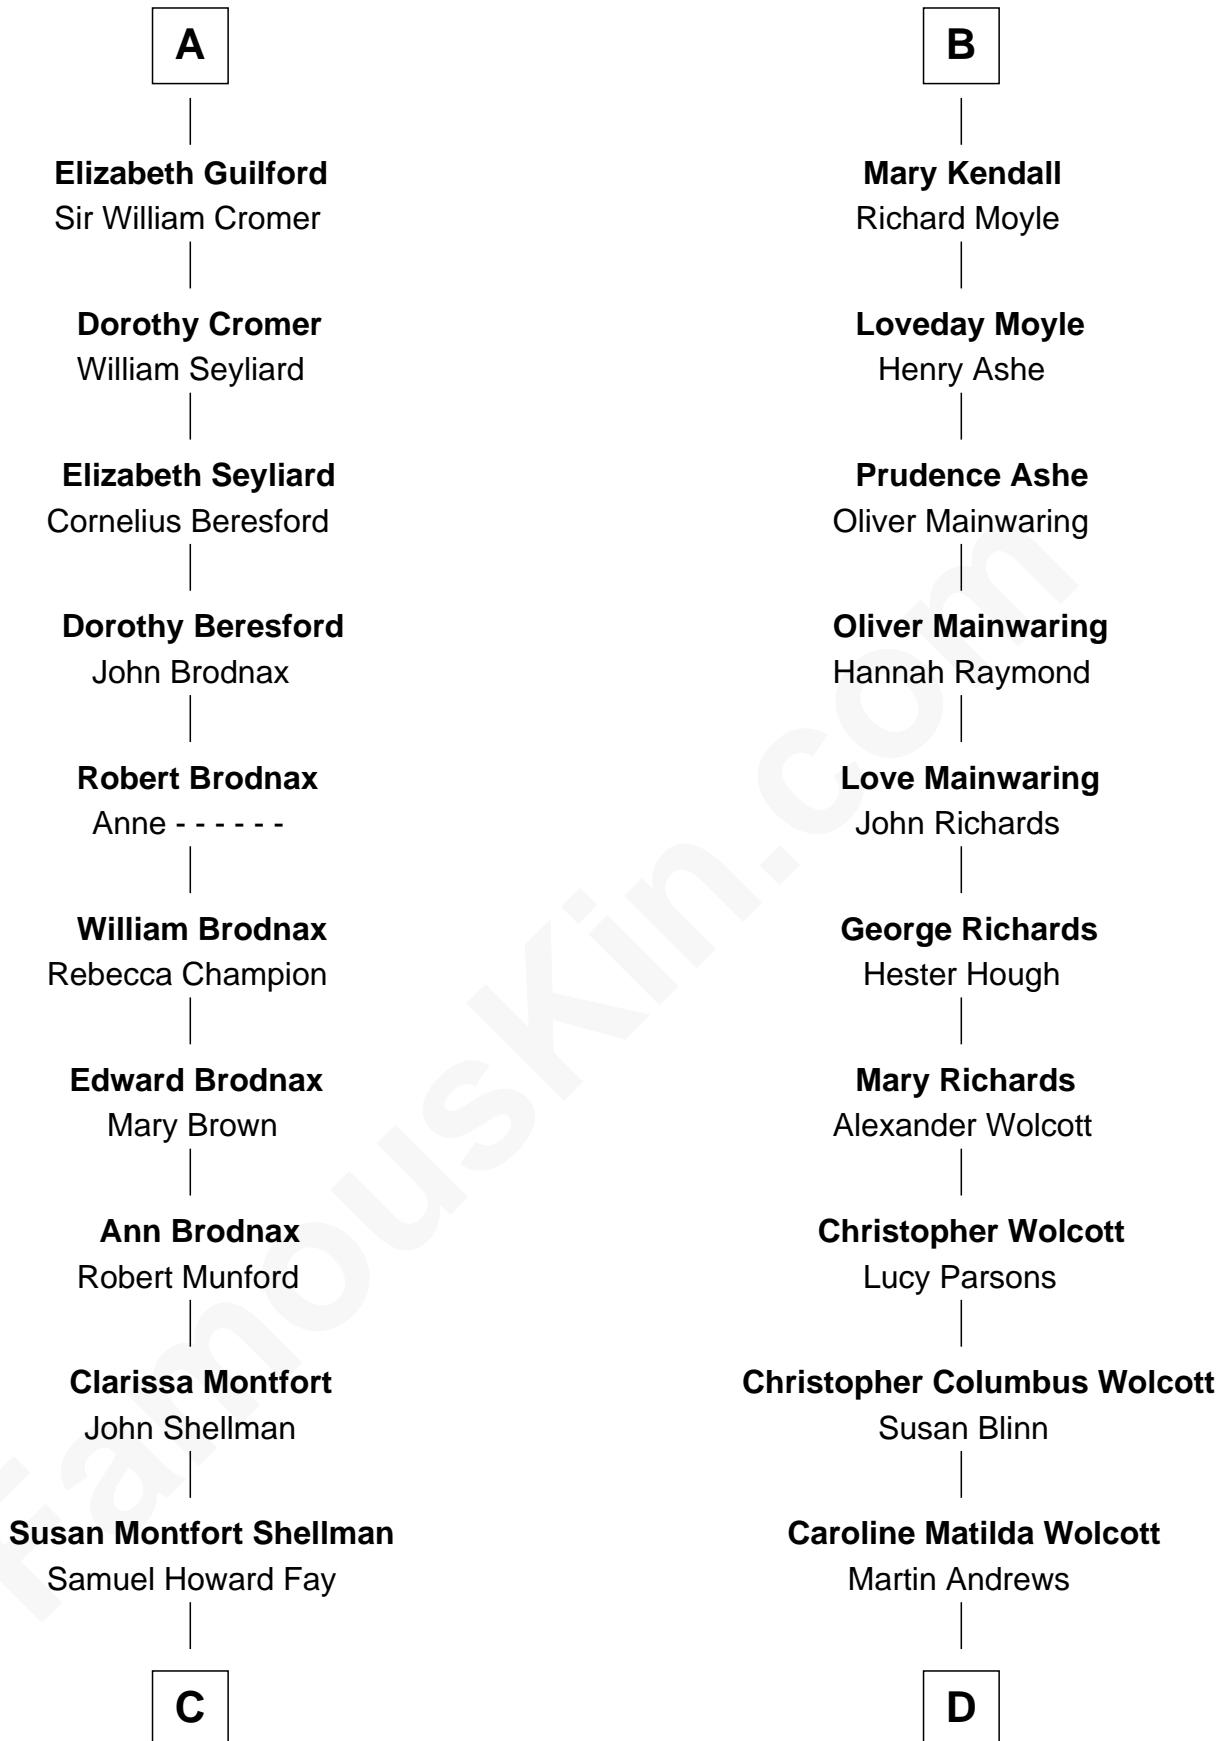 A
Elizabeth Guilford
Sir William Cromer
Dorothy Cromer
William Seyliard
Elizabeth Seyliard
Cornelius Beresford
Dorothy Beresford
John Brodnax
Robert Brodnax
Anne - - - - - -
William Brodnax
Rebecca Champion
Edward Brodnax
Mary Brown
Ann Brodnax
Robert Munford
Clarissa Montfort
John Shellman
Susan Montfort Shellman
Samuel Howard Fay
C
B
Mary Kendall
Richard Moyle
Loveday Moyle
Henry Ashe
Prudence Ashe
Oliver Mainwaring
Oliver Mainwaring
Hannah Raymond
Love Mainwaring
John Richards
George Richards
Hester Hough
Mary Richards
Alexander Wolcott
Christopher Wolcott
Lucy Parsons
Christopher Columbus Wolcott
Susan Blinn
Caroline Matilda Wolcott
Martin Andrews
D
FamousKin.com